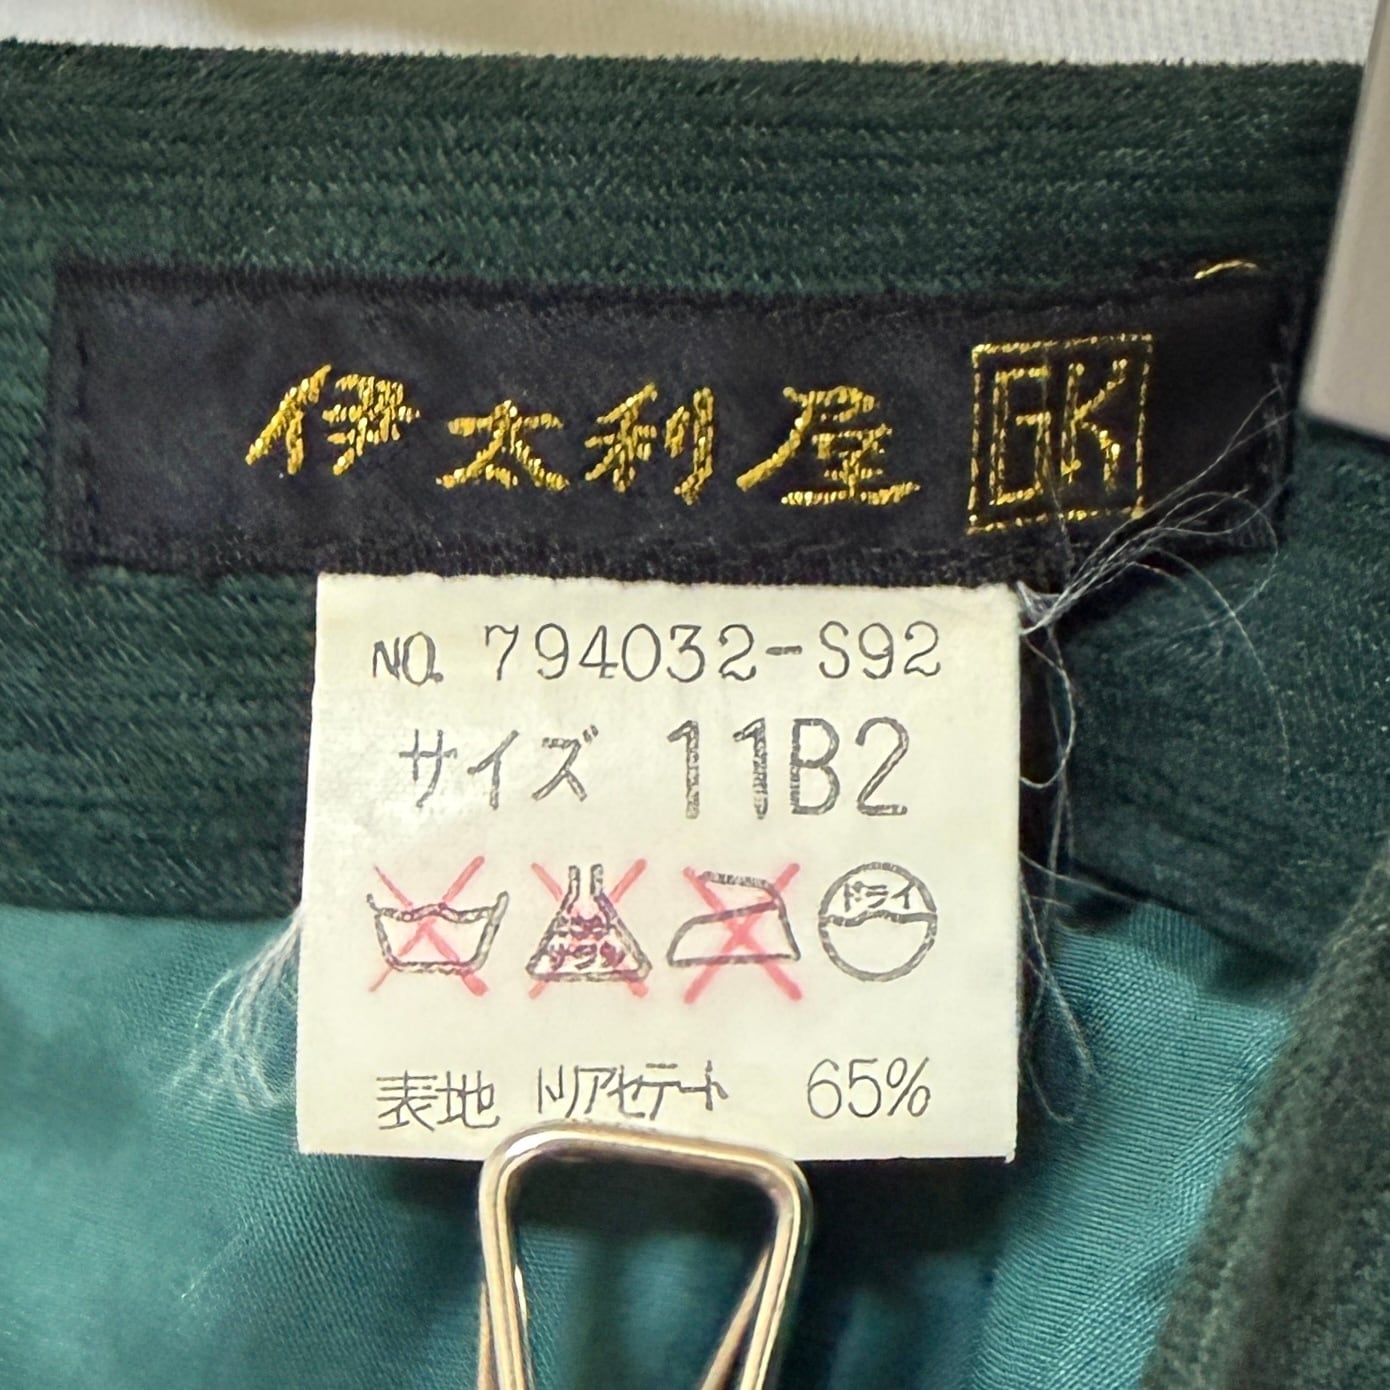 伊太利屋 GK
NO. 794032-S92
サイズ 11B2
ドライ
表地 トリアセテート 65%